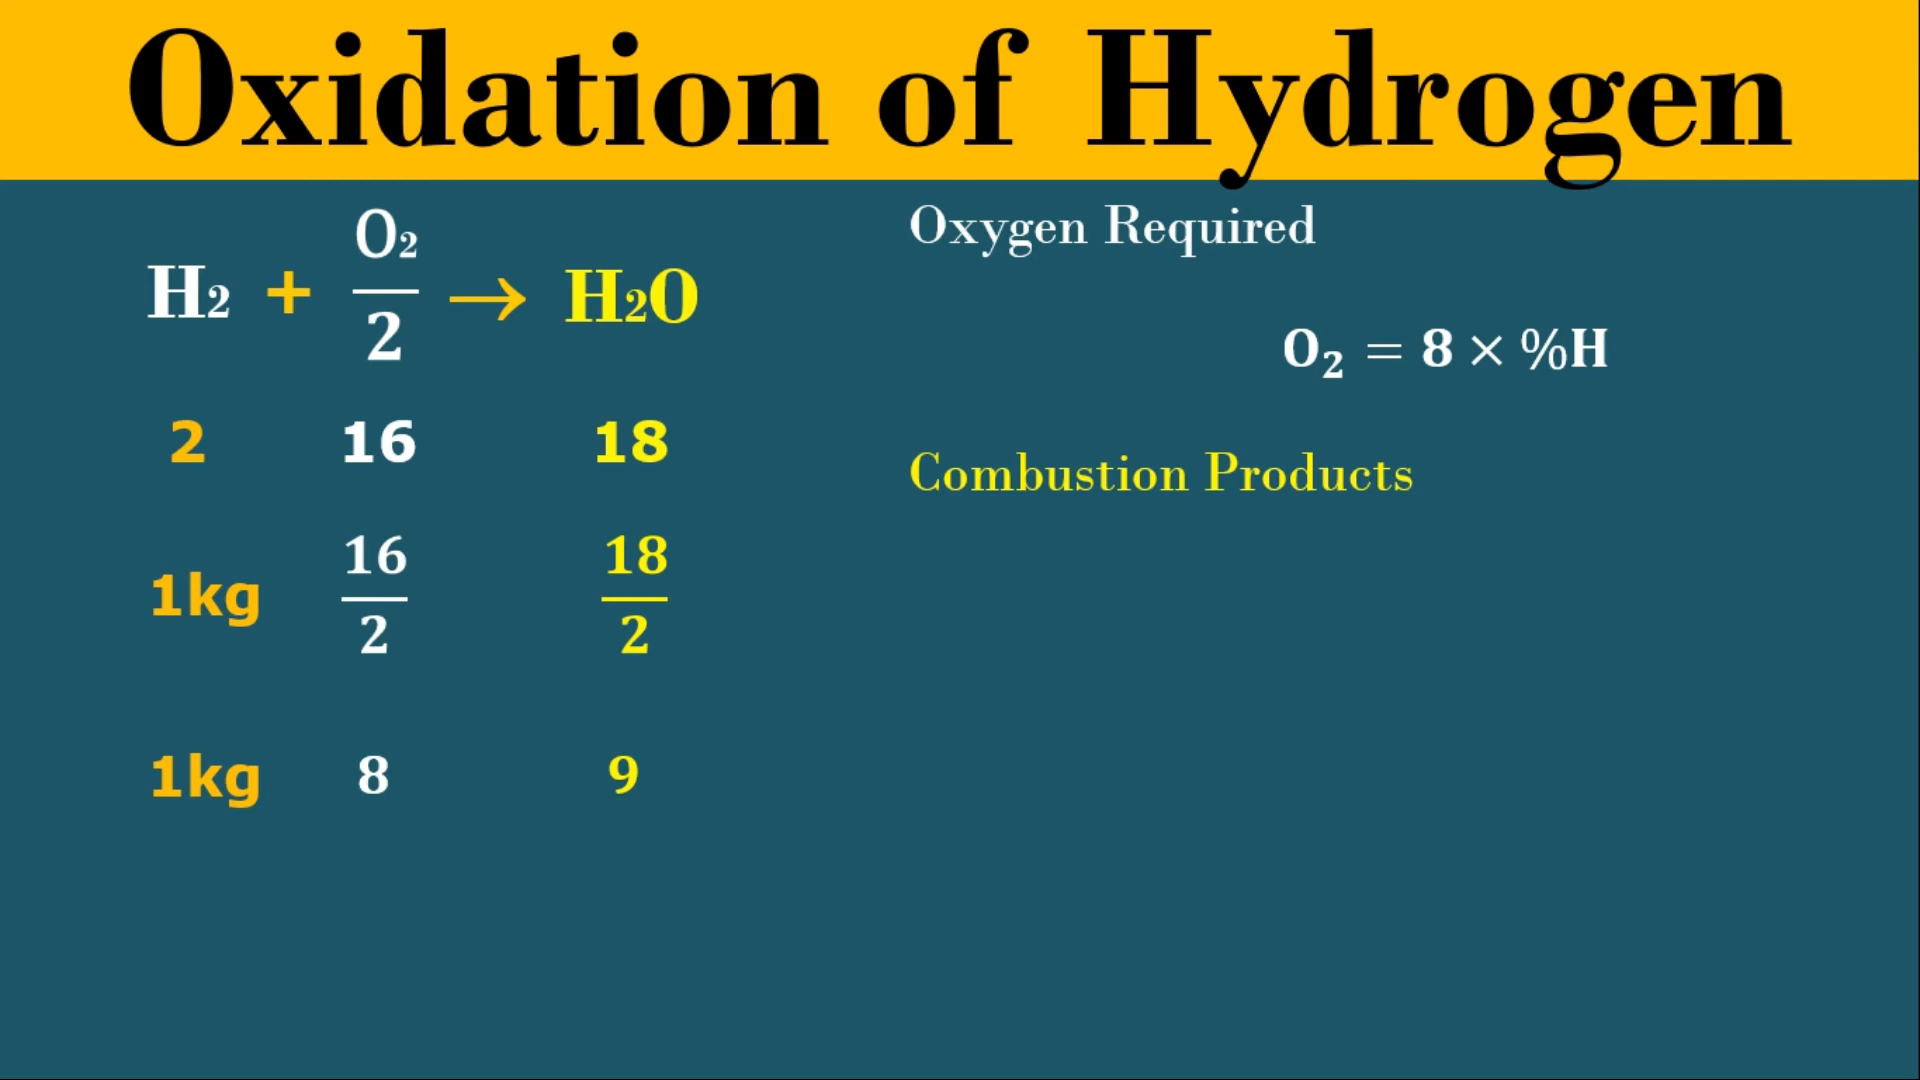 Oxidation of Hydrogen
H₂ + O₂/2 → H₂O
2 16 18
1kg 16/2 18/2
1kg 8 9
Oxygen Required
O₂ = 8 × %H
Combustion Products